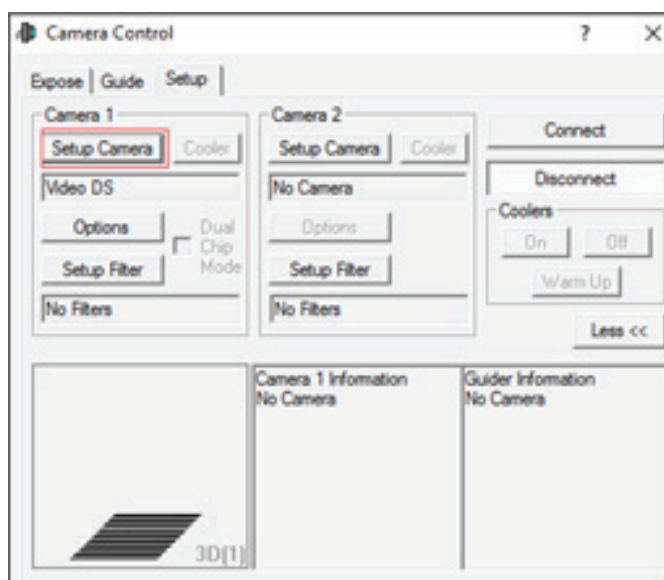 Camera Control
Expose Guide Setup
Camera 1
Setup Camera Cooler
Video DS
Options
Dual Chip Mode
Setup Filter
No Filters
Camera 2
Setup Camera Cooler
No Camera
Options
Setup Filter
No Filters
Connect
Disconnect
Coolers
On Off
Warm Up
Less <<
3D[1]
Camera 1 Information
No Camera
Guider Information
No Camera